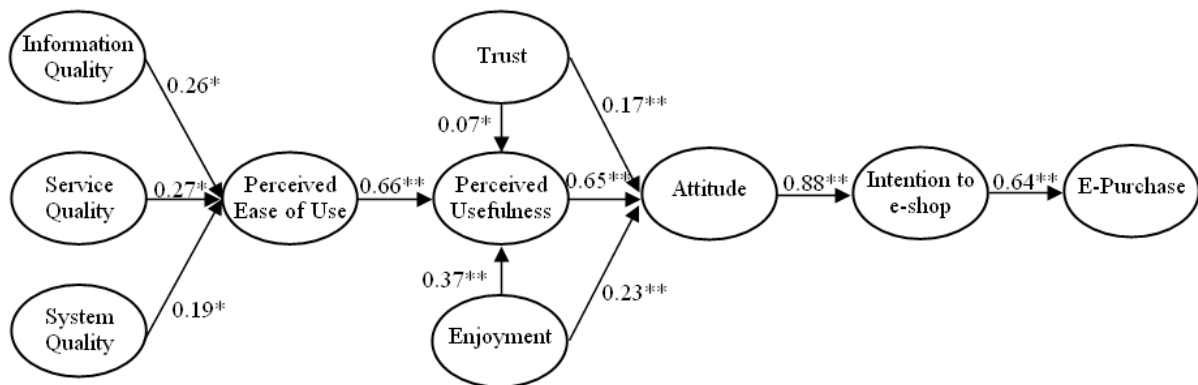 Information
Quality
Trust
0.26*
0.17**
0.07*
Service
Quality
0.27*
Perceived
Ease of Use
0.66**
Perceived
Usefulness
0.65**
Attitude
0.88**
Intention to
e-shop
0.64**
E-Purchase
0.37**
0.23**
0.19*
System
Quality
Enjoyment